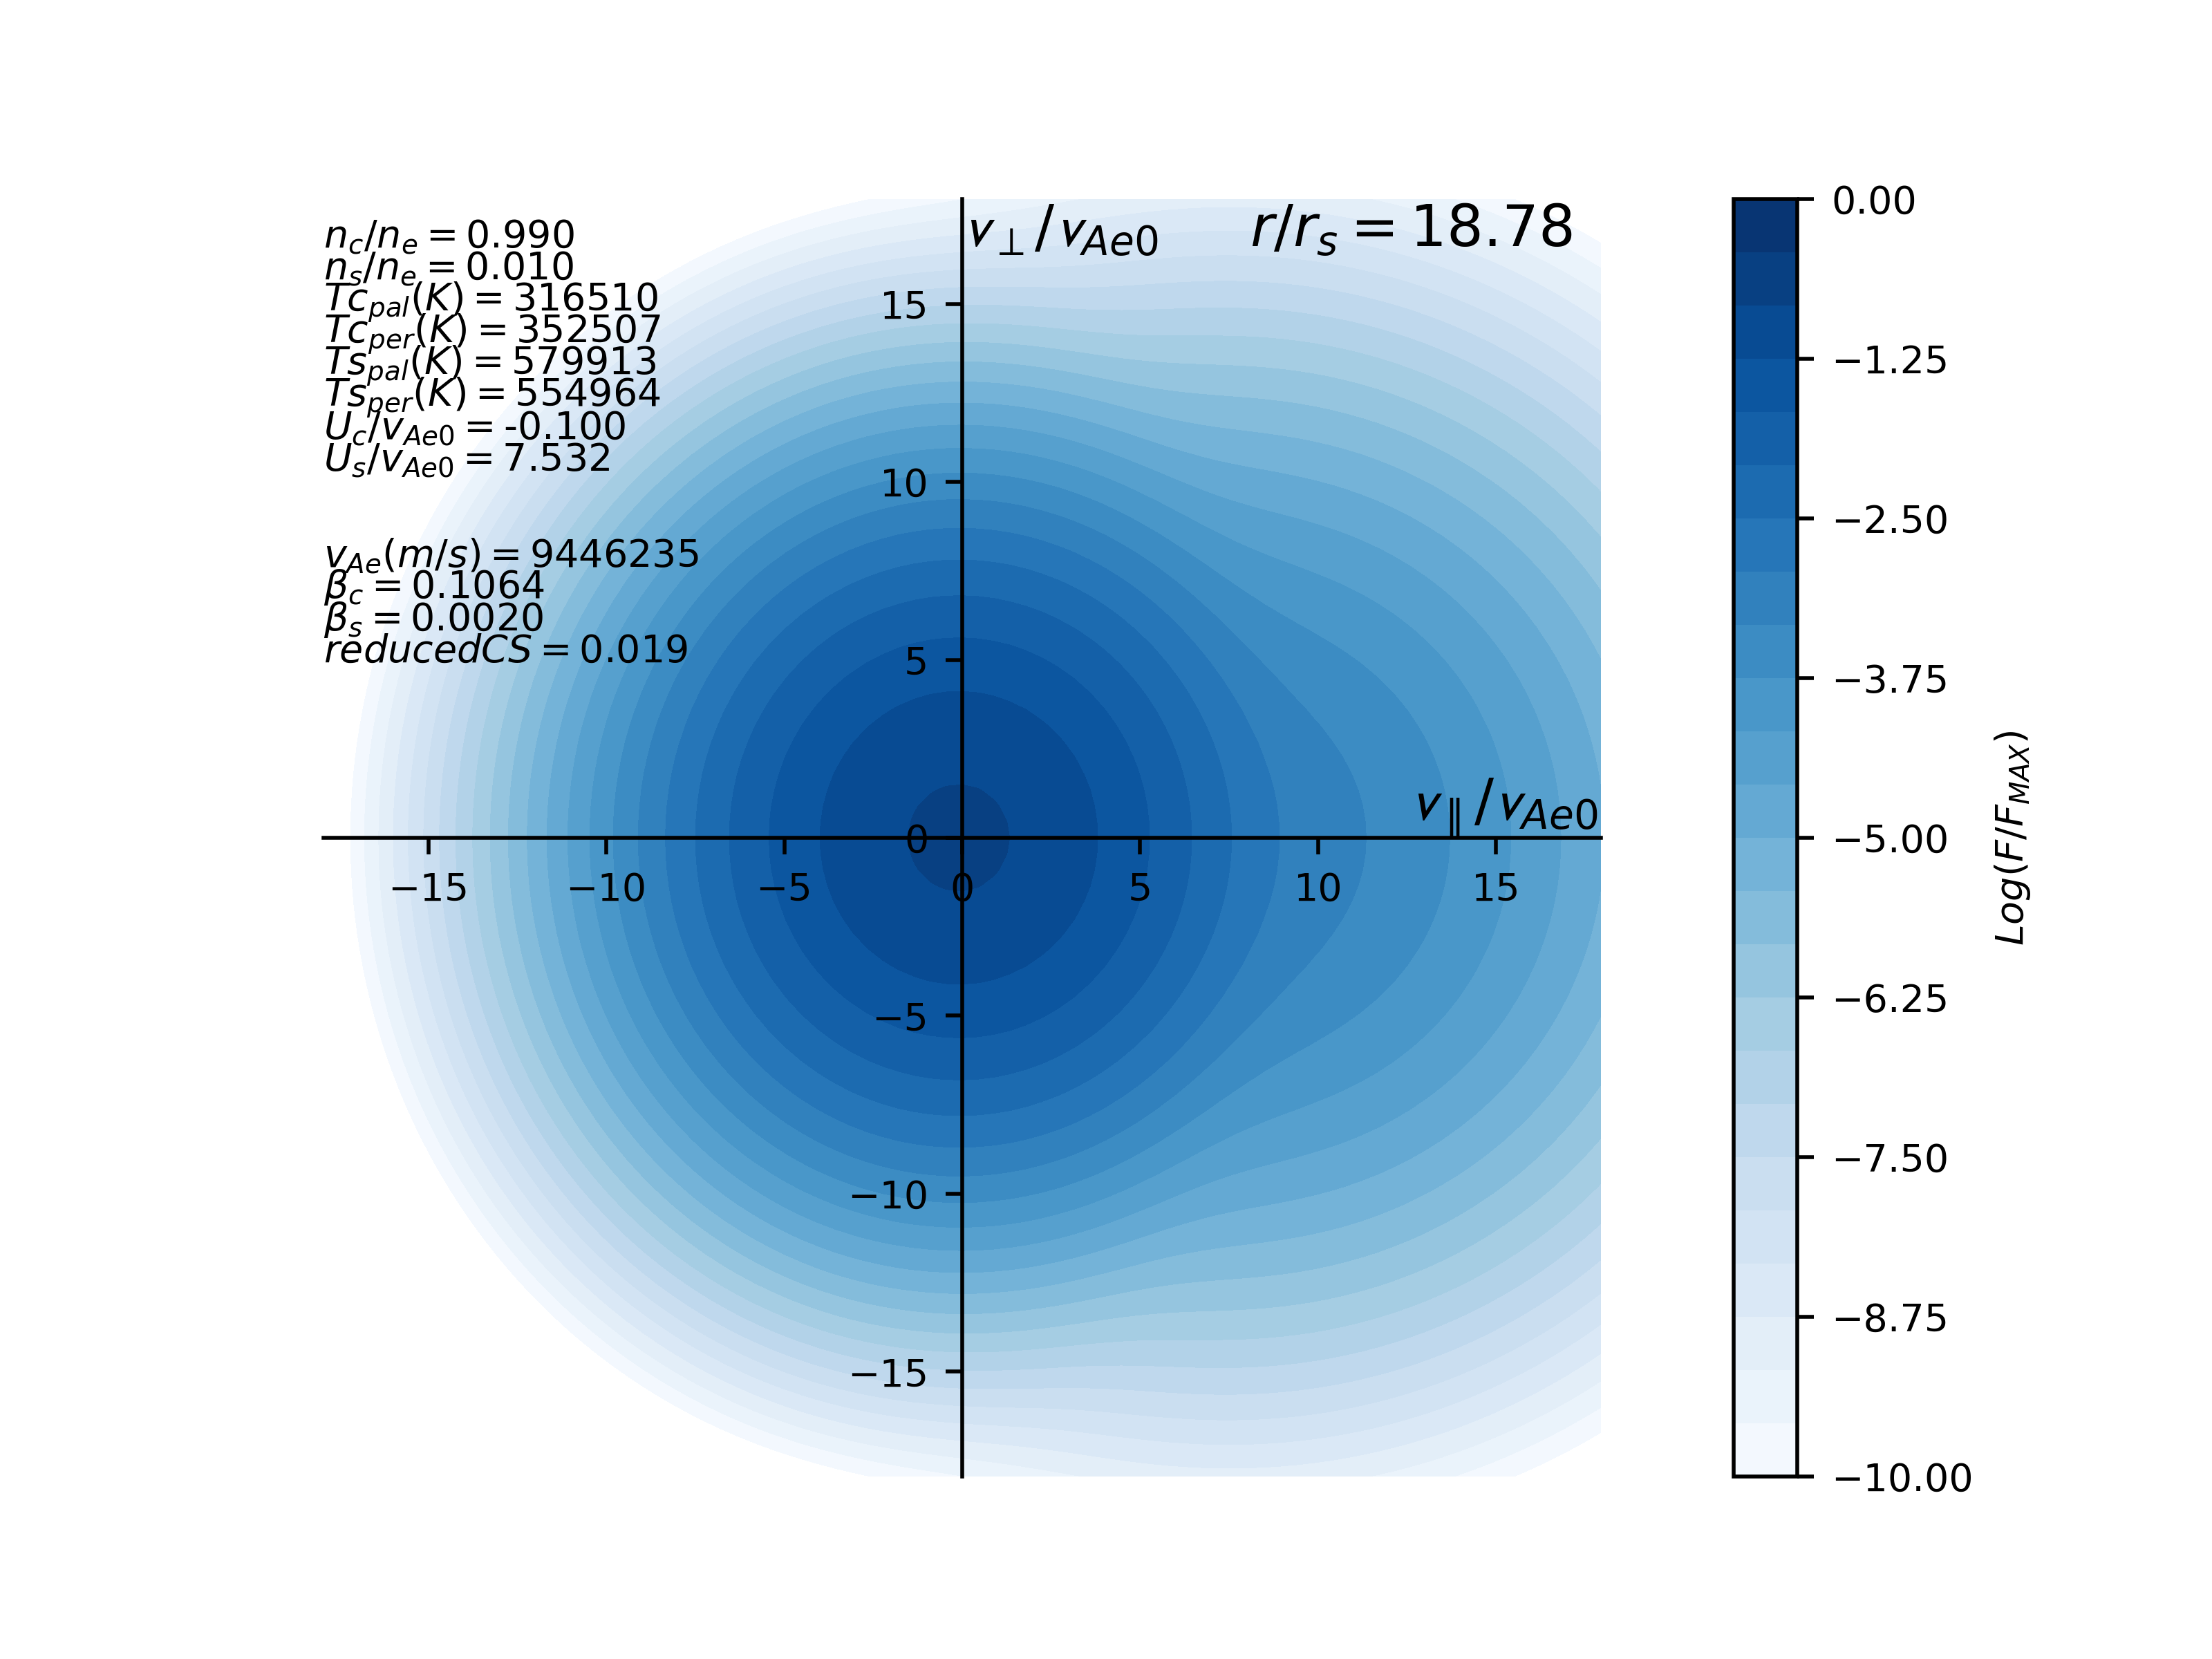 n_c/n_e = 0.990
n_s/n_e = 0.010
Tc_pal(K) = 316510
Tc_per(K) = 352507
Ts_pal(K) = 579913
Ts_per(K) = 554964
U_c/v_Ae0 = -0.100
U_s/v_Ae0 = 7.532
v_Ae(m/s) = 9446235
β_c = 0.1064
β_s = 0.0020
reducedCS = 0.019
v_⊥/v_Ae0 r/r_s = 18.78
15
10
5
0
−5
−10
−15
v_∥/v_Ae0
−15 −10 −5 0 5 10 15
0.00
−1.25
−2.50
−3.75
−5.00
−6.25
−7.50
−8.75
−10.00
Log(F/F_MAX)